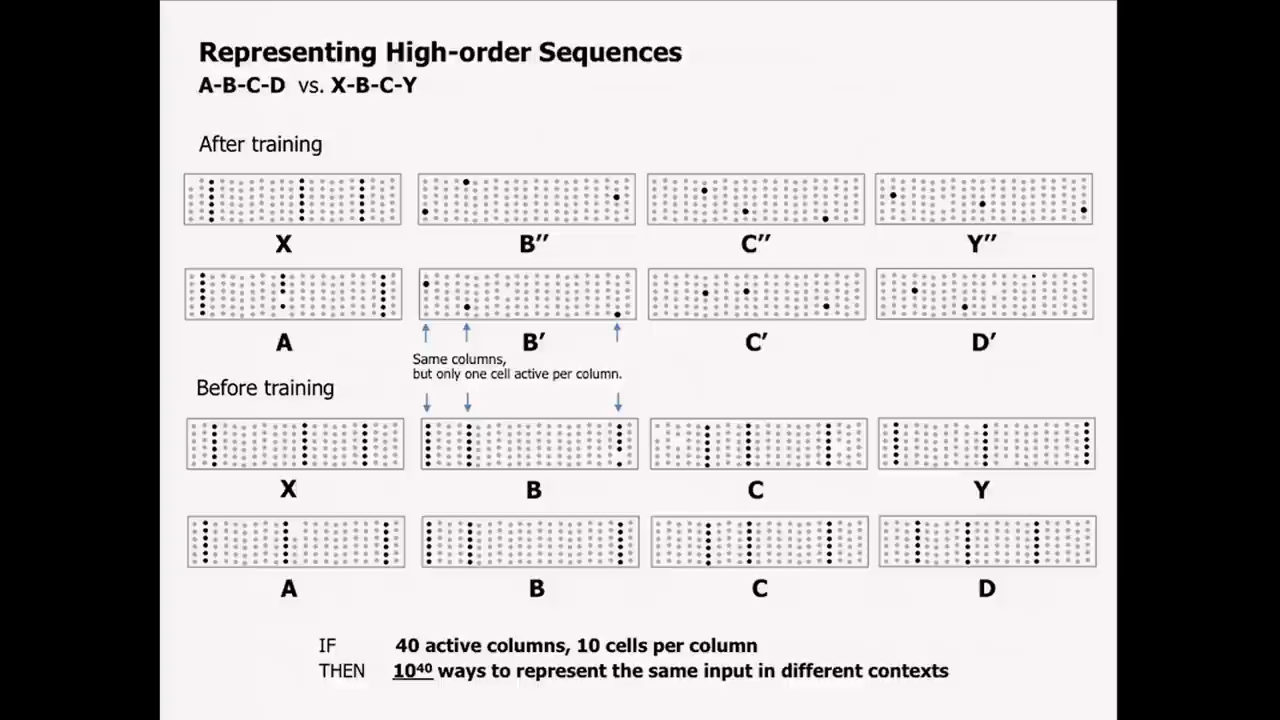 Representing High-order Sequences
A-B-C-D vs. X-B-C-Y
After training
X B′′ C′′ Y′′
A B′ C′ D′
Same columns,
but only one cell active per column.
Before training
X B C Y
A B C D
IF 40 active columns, 10 cells per column
THEN 10⁴⁰ ways to represent the same input in different contexts